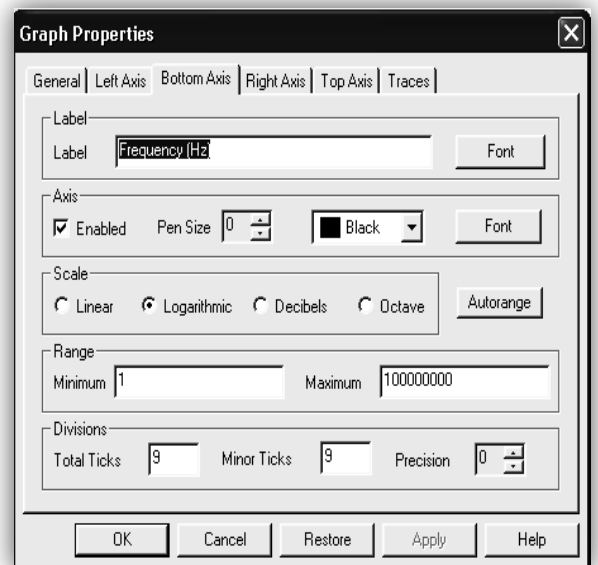 Graph Properties
General Left Axis Bottom Axis Right Axis Top Axis Traces
Label
Label Frequency (Hz) Font
Axis
Enabled Pen Size 0 Black Font
Scale
Linear Logarithmic Decibels Octave Autorange
Range
Minimum 1 Maximum 100000000
Divisions
Total Ticks 9 Minor Ticks 9 Precision 0
OK Cancel Restore Apply Help